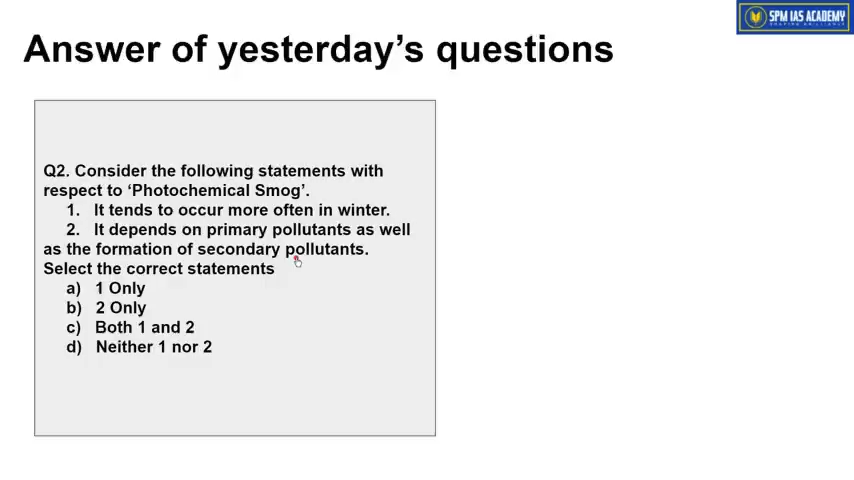 SPM IAS ACADEMY
SHAPING BRILLIANCE
Answer of yesterday’s questions
Q2. Consider the following statements with
respect to ‘Photochemical Smog’.
1. It tends to occur more often in winter.
2. It depends on primary pollutants as well
as the formation of secondary pollutants.
Select the correct statements
a) 1 Only
b) 2 Only
c) Both 1 and 2
d) Neither 1 nor 2